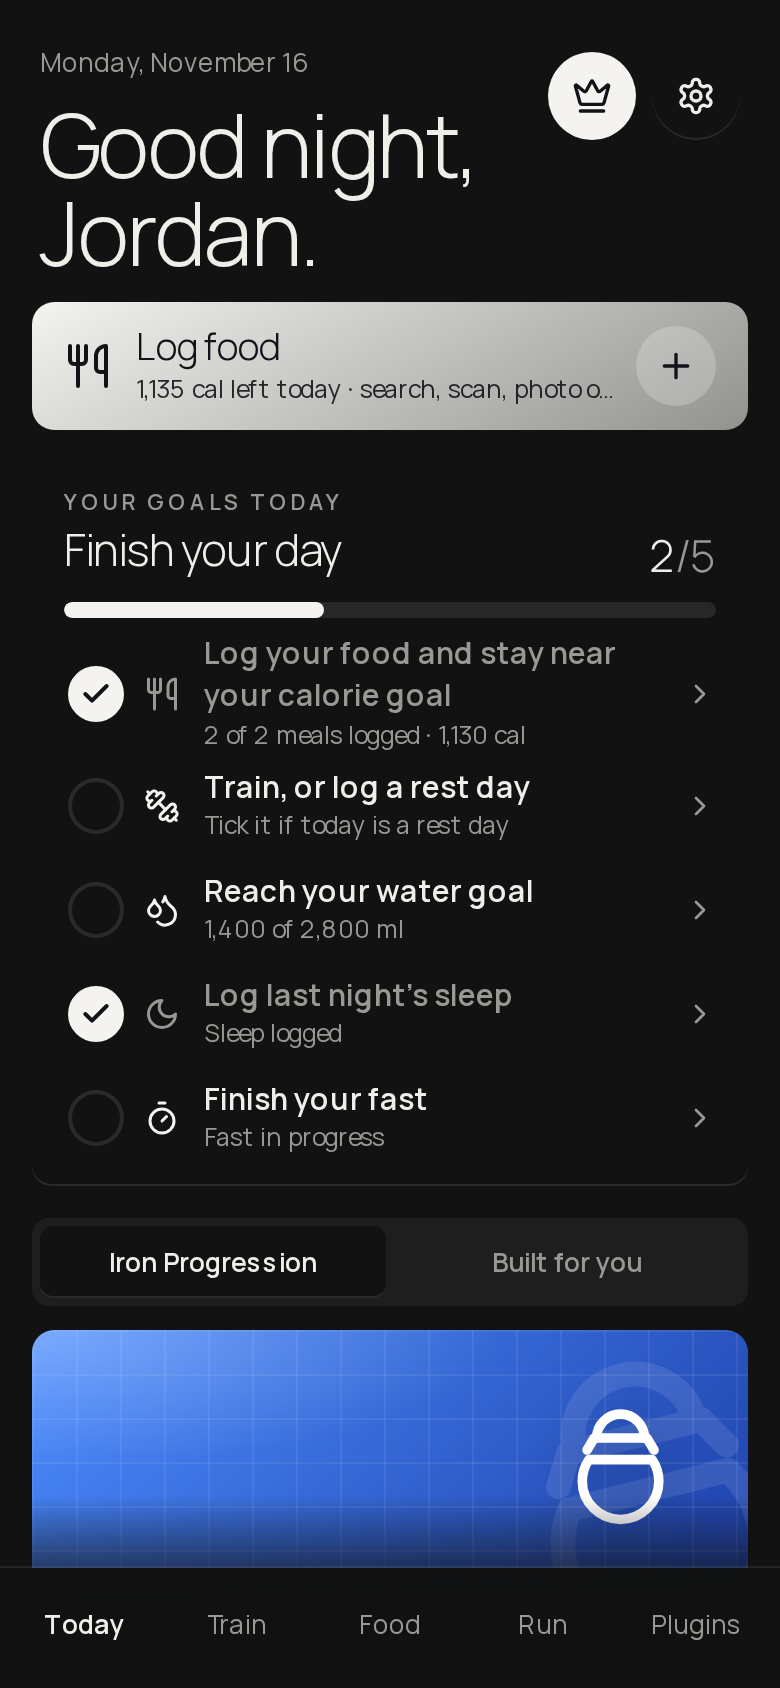 Monday, November 16
Good night,
Jordan.
Log food
1,135 cal left today · search, scan, photo o...
YOUR GOALS TODAY
Finish your day
2/5
Log your food and stay near
your calorie goal
2 of 2 meals logged · 1,130 cal
Train, or log a rest day
Tick it if today is a rest day
Reach your water goal
1,400 of 2,800 ml
Log last night's sleep
Sleep logged
Finish your fast
Fast in progress
Iron Progression
Built for you
Today
Train
Food
Run
Plugins